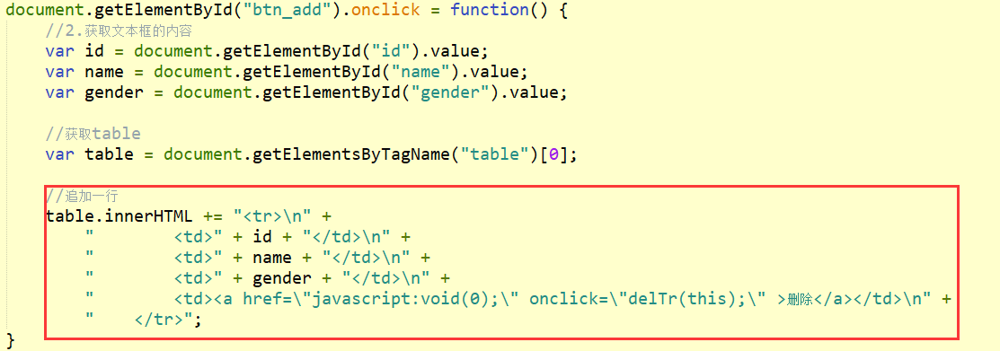 document.getElementById("btn_add").onclick = function() {
    //2.获取文本框的内容
    var id = document.getElementById("id").value;
    var name = document.getElementById("name").value;
    var gender = document.getElementById("gender").value;

    //获取table
    var table = document.getElementsByTagName("table")[0];

    //追加一行
    table.innerHTML += "<tr>\n" +
        "        <td>" + id + "</td>\n" +
        "        <td>" + name + "</td>\n" +
        "        <td>" + gender + "</td>\n" +
        "        <td><a href=\"javascript:void(0);\" onclick=\"delTr(this);\" >删除</a></td>\n" +
        "    </tr>";
}